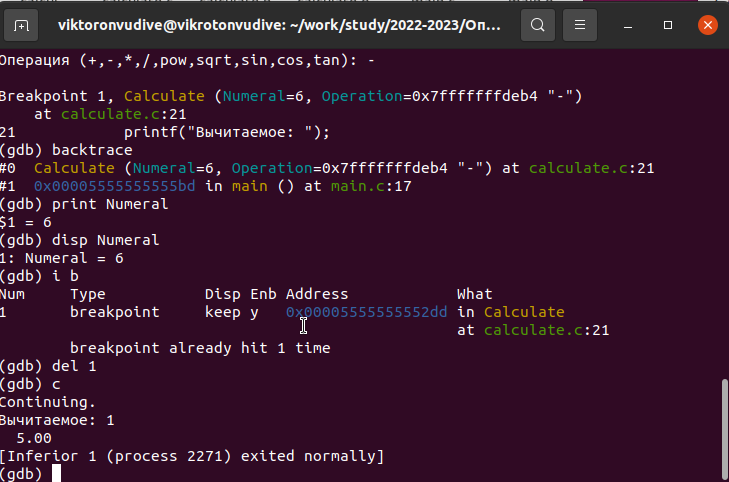 viktoronvudive@vikrotonvudive: ~/work/study/2022-2023/Оп...
Операция (+,-,*,/,pow,sqrt,sin,cos,tan): -
Breakpoint 1, Calculate (Numeral=6, Operation=0x7fffffffdeb4 "-")
    at calculate.c:21
21            printf("Вычитаемое: ");
(gdb) backtrace
#0  Calculate (Numeral=6, Operation=0x7fffffffdeb4 "-") at calculate.c:21
#1  0x00005555555555bd in main () at main.c:17
(gdb) print Numeral
$1 = 6
(gdb) disp Numeral
1: Numeral = 6
(gdb) i b
Num     Type           Disp Enb Address            What
1       breakpoint     keep y   0x00005555555552dd in Calculate
                                                   at calculate.c:21
        breakpoint already hit 1 time
(gdb) del 1
(gdb) c
Continuing.
Вычитаемое: 1
  5.00
[Inferior 1 (process 2271) exited normally]
(gdb)